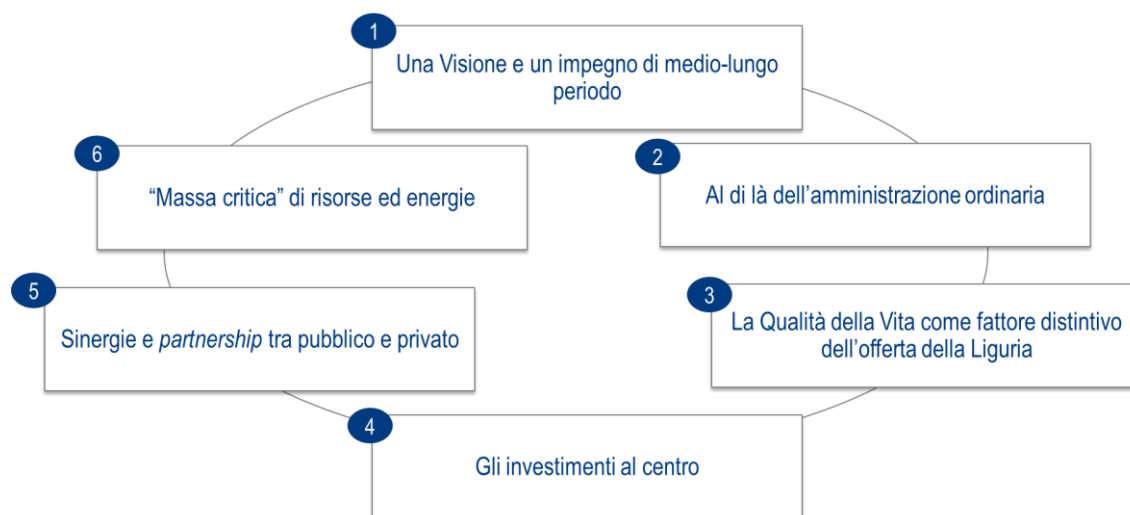 1
Una Visione e un impegno di medio-lungo
periodo
2
Al di là dell’amministrazione ordinaria
3
La Qualità della Vita come fattore distintivo
dell’offerta della Liguria
4
Gli investimenti al centro
5
Sinergie e partnership tra pubblico e privato
6
“Massa critica” di risorse ed energie